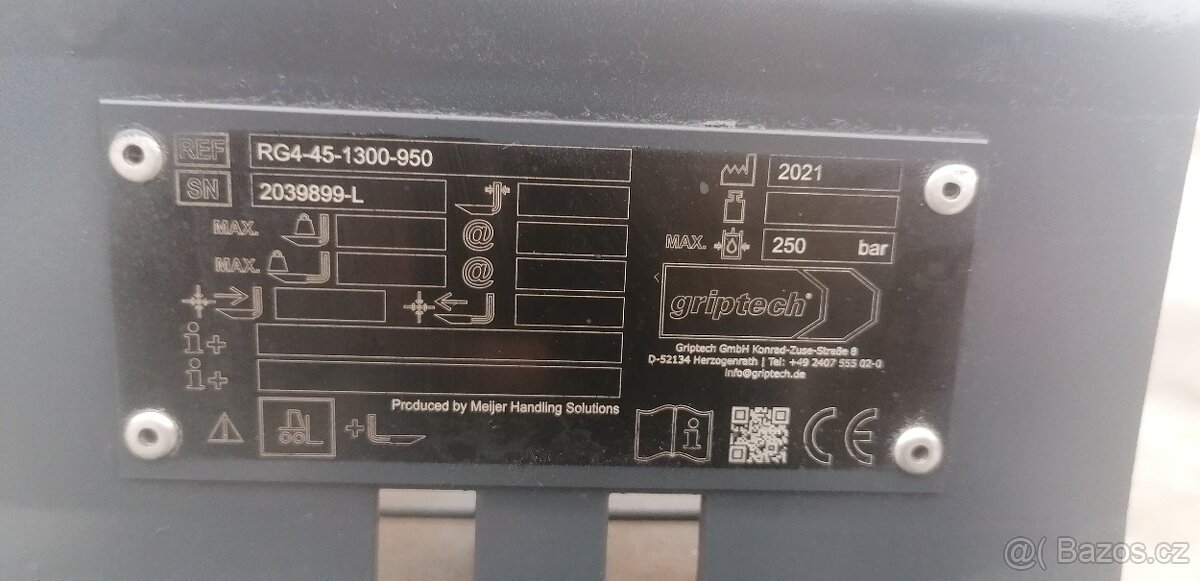 REF RG4-45-1300-950
SN 2039899-L
MAX. @
MAX. @
i+
i+
Produced by Meijer Handling Solutions
2021
MAX. 250 bar
griptech®
Griptech GmbH Konrad-Zuse-Straße 8
D-52134 Herzogenrath | Tel: +49 2407 555 02-0
info@griptech.de
i
CE
@( Bazos.cz